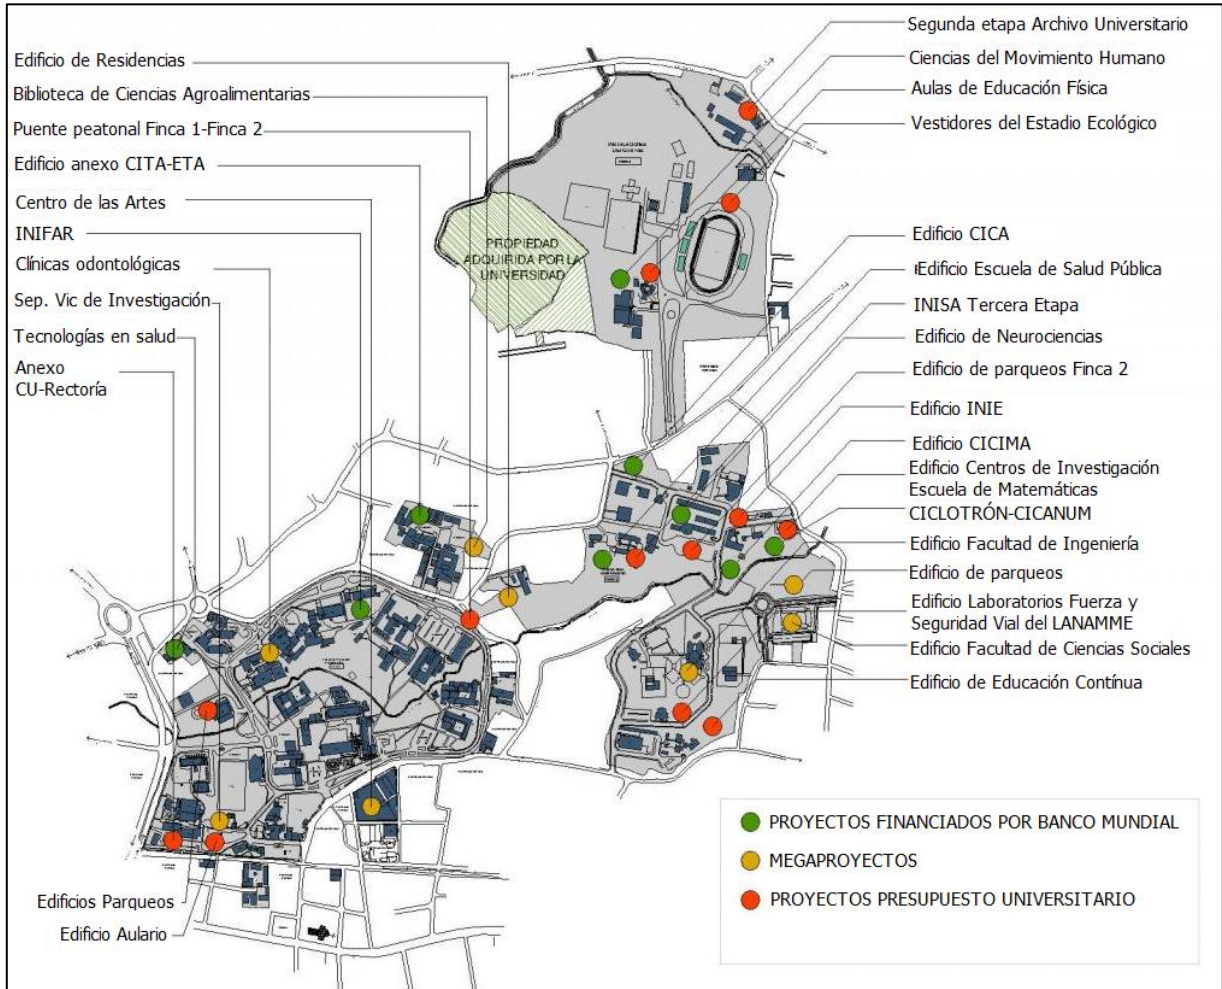 Edificio de Residencias
Biblioteca de Ciencias Agroalimentarias
Puente peatonal Finca 1-Finca 2
Edificio anexo CITA-ETA
Centro de las Artes
INIFAR
Clínicas odontológicas
Sep. Vic de Investigación
Tecnologías en salud
Anexo
CU-Rectoría
Segunda etapa Archivo Universitario
Ciencias del Movimiento Humano
Aulas de Educación Física
Vestidores del Estadio Ecológico
PROPIEDAD
ADQUIRIDA POR LA
UNIVERSIDAD
Edificio CICA
Edificio Escuela de Salud Pública
INISA Tercera Etapa
Edificio de Neurociencias
Edificio de parqueos Finca 2
Edificio INIE
Edificio CICIMA
Edificio Centros de Investigación
Escuela de Matemáticas
CICLOTRÓN-CICANUM
Edificio Facultad de Ingeniería
Edificio de parqueos
Edificio Laboratorios Fuerza y
Seguridad Vial del LANAMME
Edificio Facultad de Ciencias Sociales
Edificio de Educación Contínua
Edificios Parqueos
Edificio Aulario
PROYECTOS FINANCIADOS POR BANCO MUNDIAL
MEGAPROYECTOS
PROYECTOS PRESUPUESTO UNIVERSITARIO